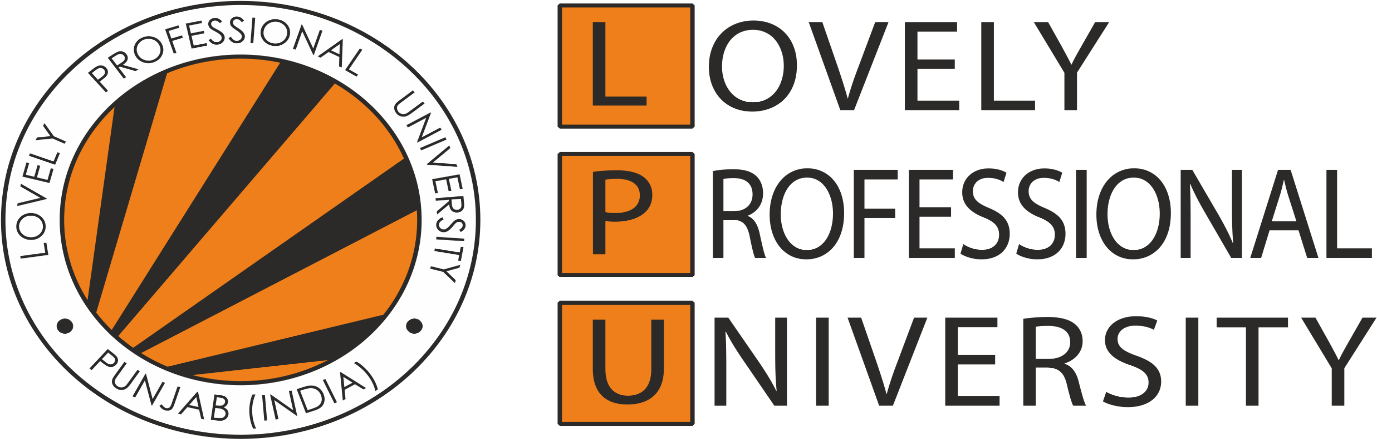 LOVELY PROFESSIONAL UNIVERSITY
PUNJAB (INDIA)
LOVELY
PROFESSIONAL
UNIVERSITY